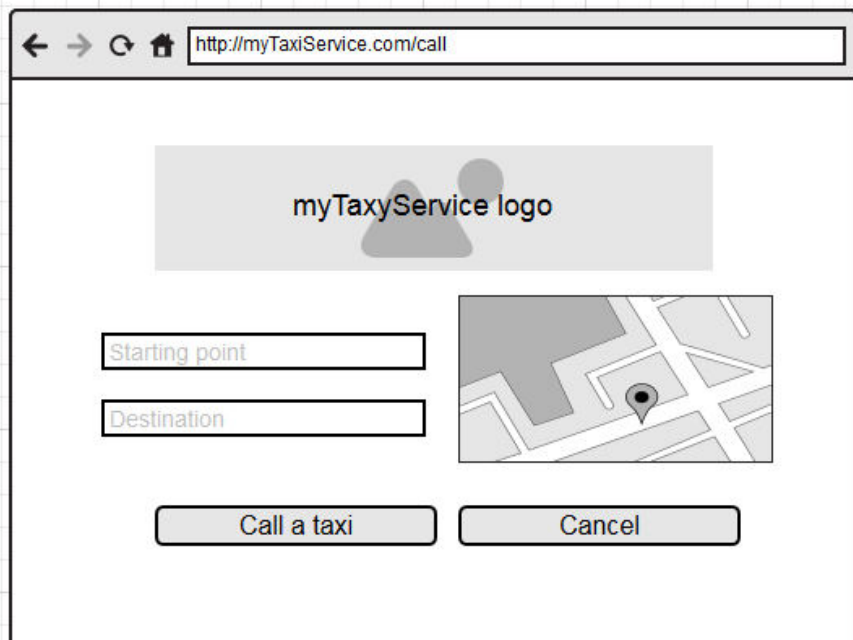 http://myTaxiService.com/call
myTaxyService logo
Starting point
Destination
Call a taxi
Cancel